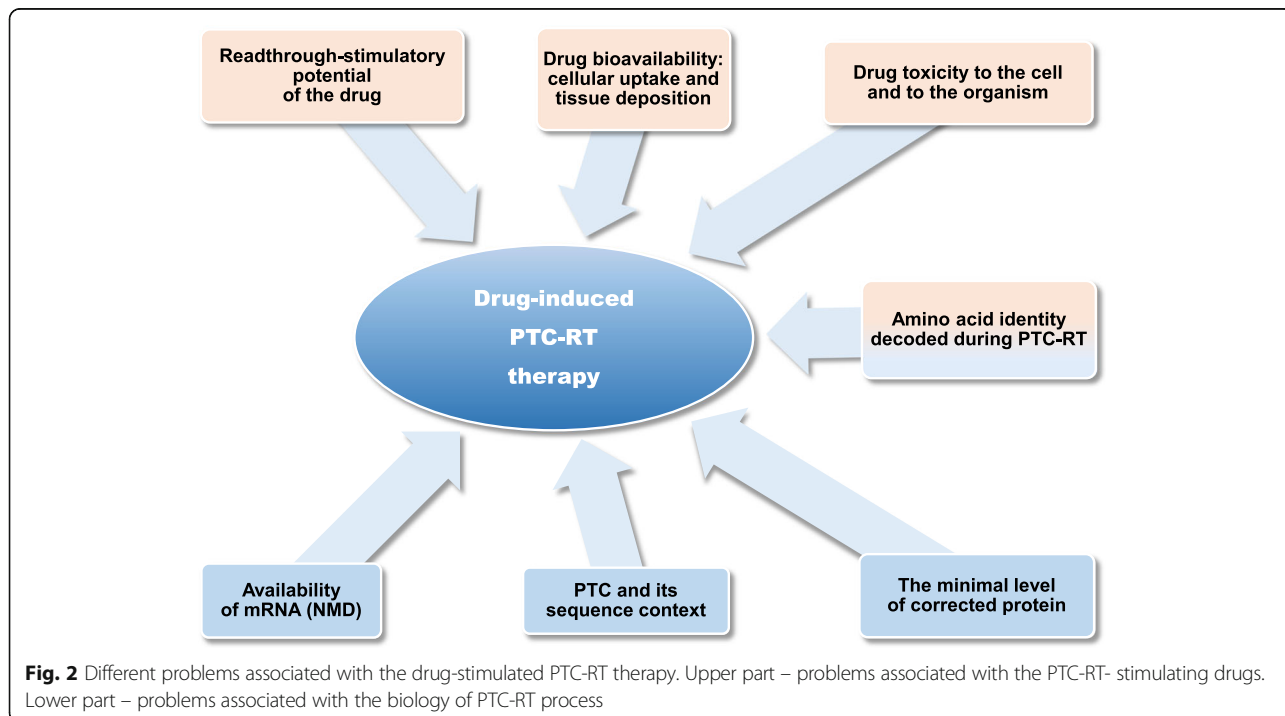 Readthrough-stimulatory
potential
of the drug
Drug bioavailability:
cellular uptake and
tissue deposition
Drug toxicity to the cell
and to the organism
Drug-induced
PTC-RT
therapy
Amino acid identity
decoded during PTC-RT
Availability
of mRNA (NMD)
PTC and its
sequence context
The minimal level
of corrected protein
Fig. 2 Different problems associated with the drug-stimulated PTC-RT therapy. Upper part – problems associated with the PTC-RT- stimulating drugs.
Lower part – problems associated with the biology of PTC-RT process